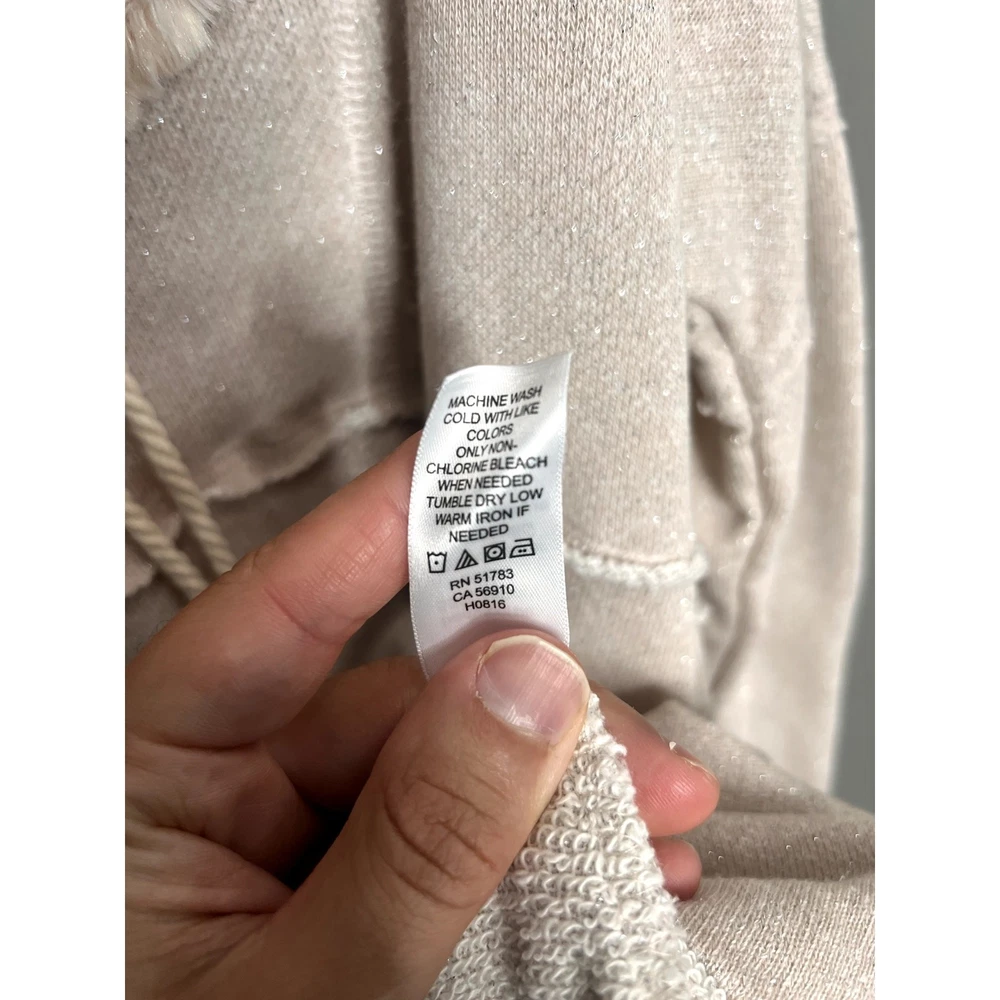 MACHINE WASH
COLD WITH LIKE
COLORS
ONLY NON-
CHLORINE BLEACH
WHEN NEEDED
TUMBLE DRY LOW
WARM IRON IF
NEEDED
RN 51783
CA 56910
H0816